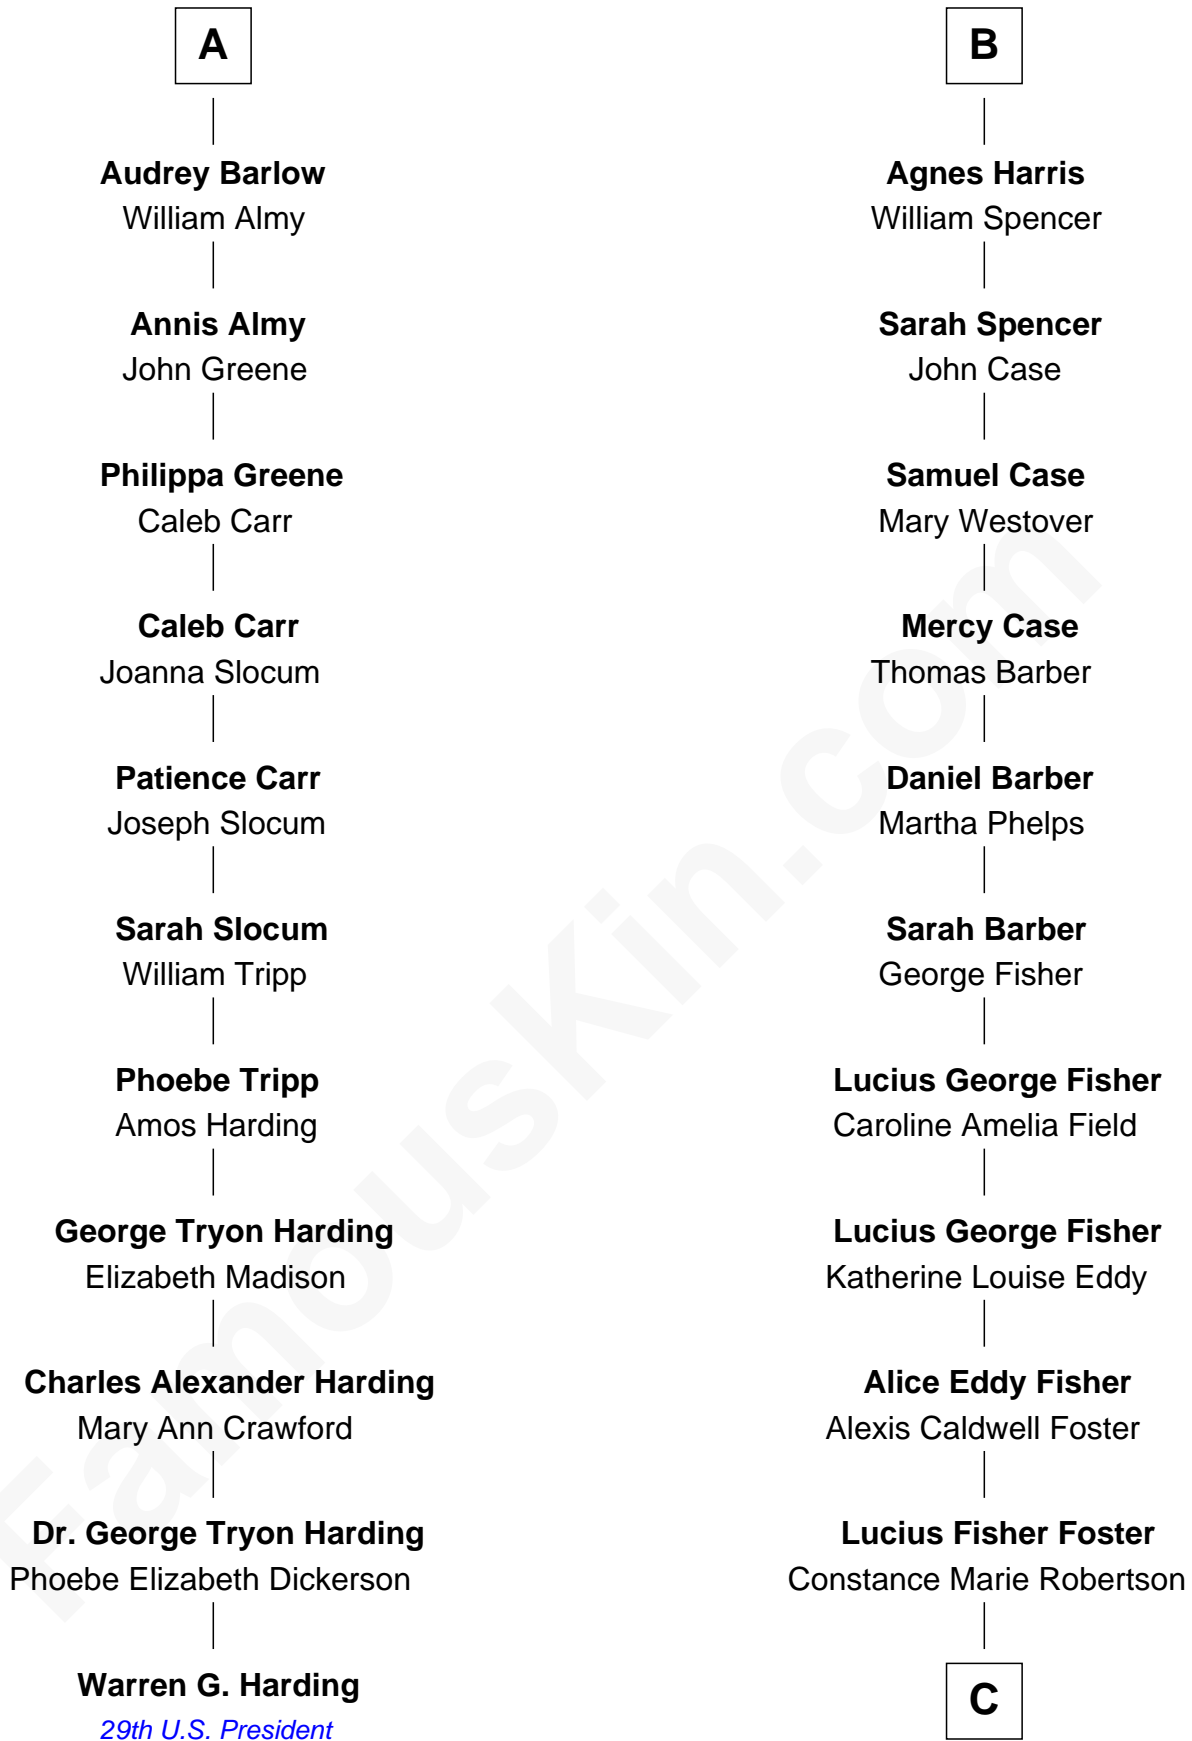 A
Audrey Barlow
William Almy
Annis Almy
John Greene
Philippa Greene
Caleb Carr
Caleb Carr
Joanna Slocum
Patience Carr
Joseph Slocum
Sarah Slocum
William Tripp
Phoebe Tripp
Amos Harding
George Tryon Harding
Elizabeth Madison
Charles Alexander Harding
Mary Ann Crawford
Dr. George Tryon Harding
Phoebe Elizabeth Dickerson
Warren G. Harding
29th U.S. President
B
Agnes Harris
William Spencer
Sarah Spencer
John Case
Samuel Case
Mary Westover
Mercy Case
Thomas Barber
Daniel Barber
Martha Phelps
Sarah Barber
George Fisher
Lucius George Fisher
Caroline Amelia Field
Lucius George Fisher
Katherine Louise Eddy
Alice Eddy Fisher
Alexis Caldwell Foster
Lucius Fisher Foster
Constance Marie Robertson
C
FamousKin.com